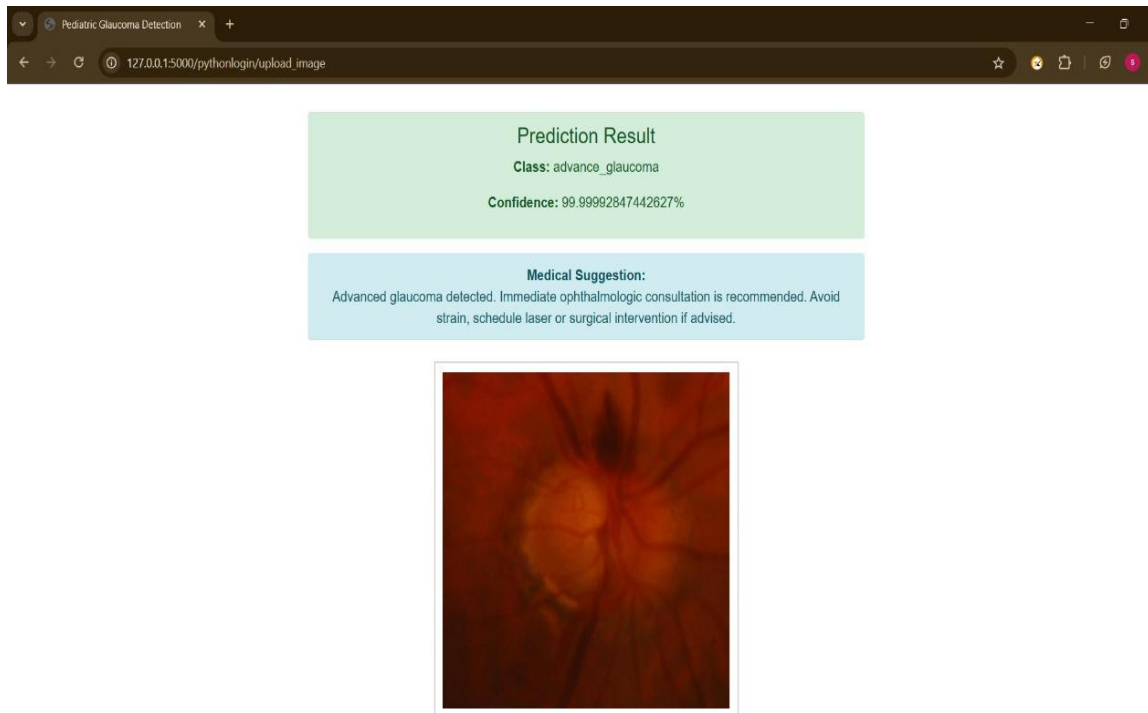 Pediatric Glaucoma Detection
127.0.0.1:5000/pythonlogin/upload_image
S
Prediction Result
Class: advance_glaucoma
Confidence: 99.99992847442627%
Medical Suggestion:
Advanced glaucoma detected. Immediate ophthalmologic consultation is recommended. Avoid
strain, schedule laser or surgical intervention if advised.